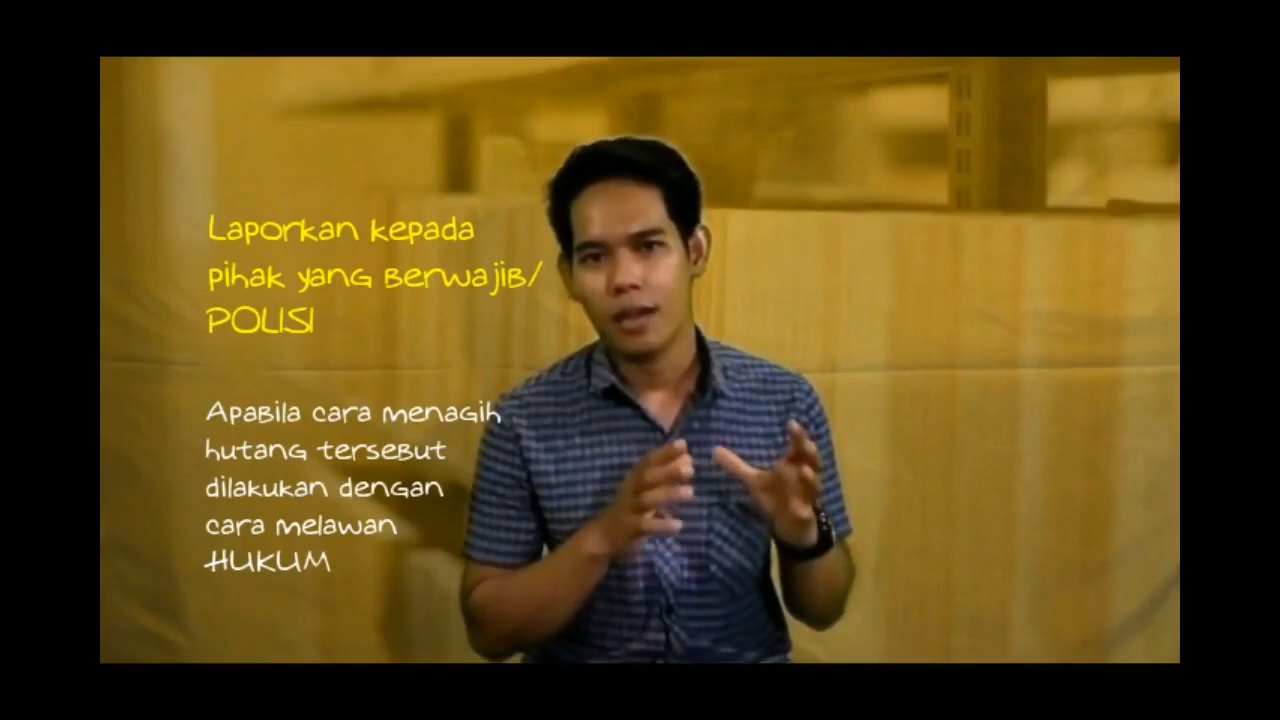 Laporkan kepada
pihak yang Berwajib/
POLISI
Apabila cara menagih
hutang tersebut
dilakukan dengan
cara melawan
HUKUM